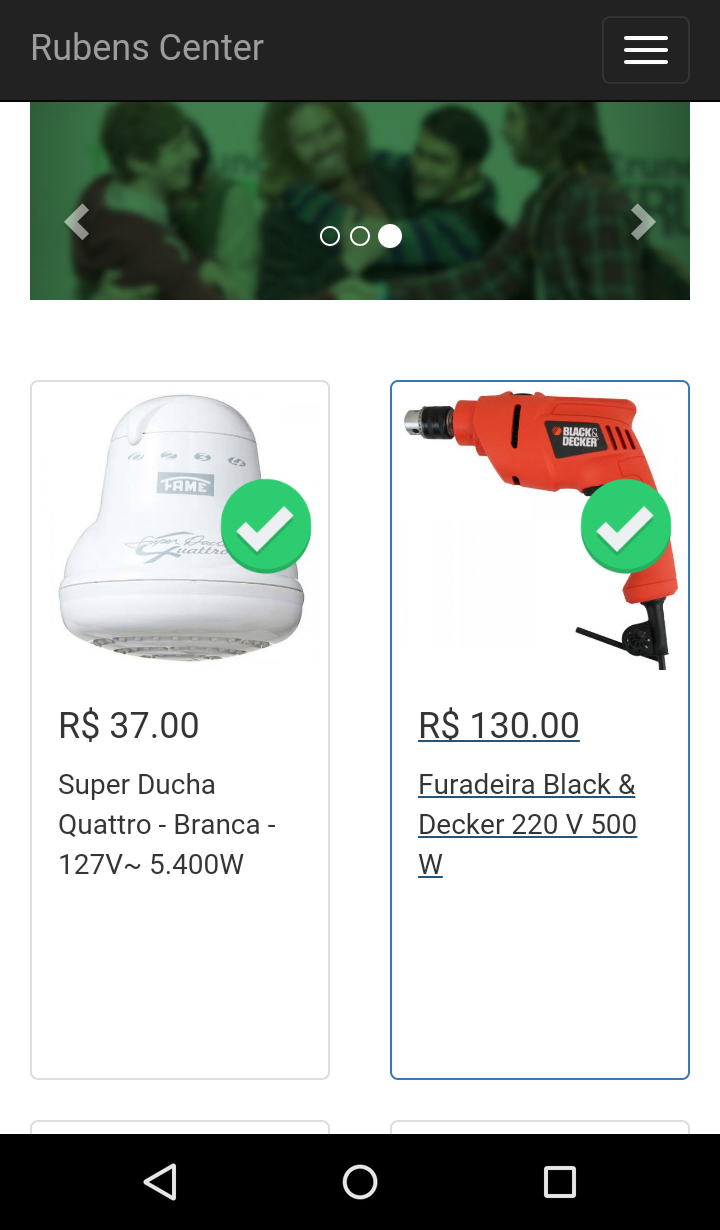 Rubens Center
FAME
Super Ducha
Quattro
BLACK&
DECKER
R$ 37.00
Super Ducha
Quattro - Branca -
127V~ 5.400W
R$ 130.00
Furadeira Black &
Decker 220 V 500
W